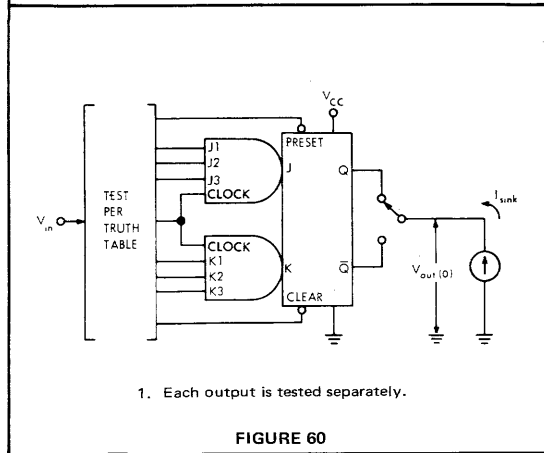 V_CC
PRESET
J1
J2
J3
CLOCK
J
Q
I_sink
V_in
TEST
PER
TRUTH
TABLE
CLOCK
K1
K2
K3
K
Q̅
V_out(0)
CLEAR
1. Each output is tested separately.
FIGURE 60